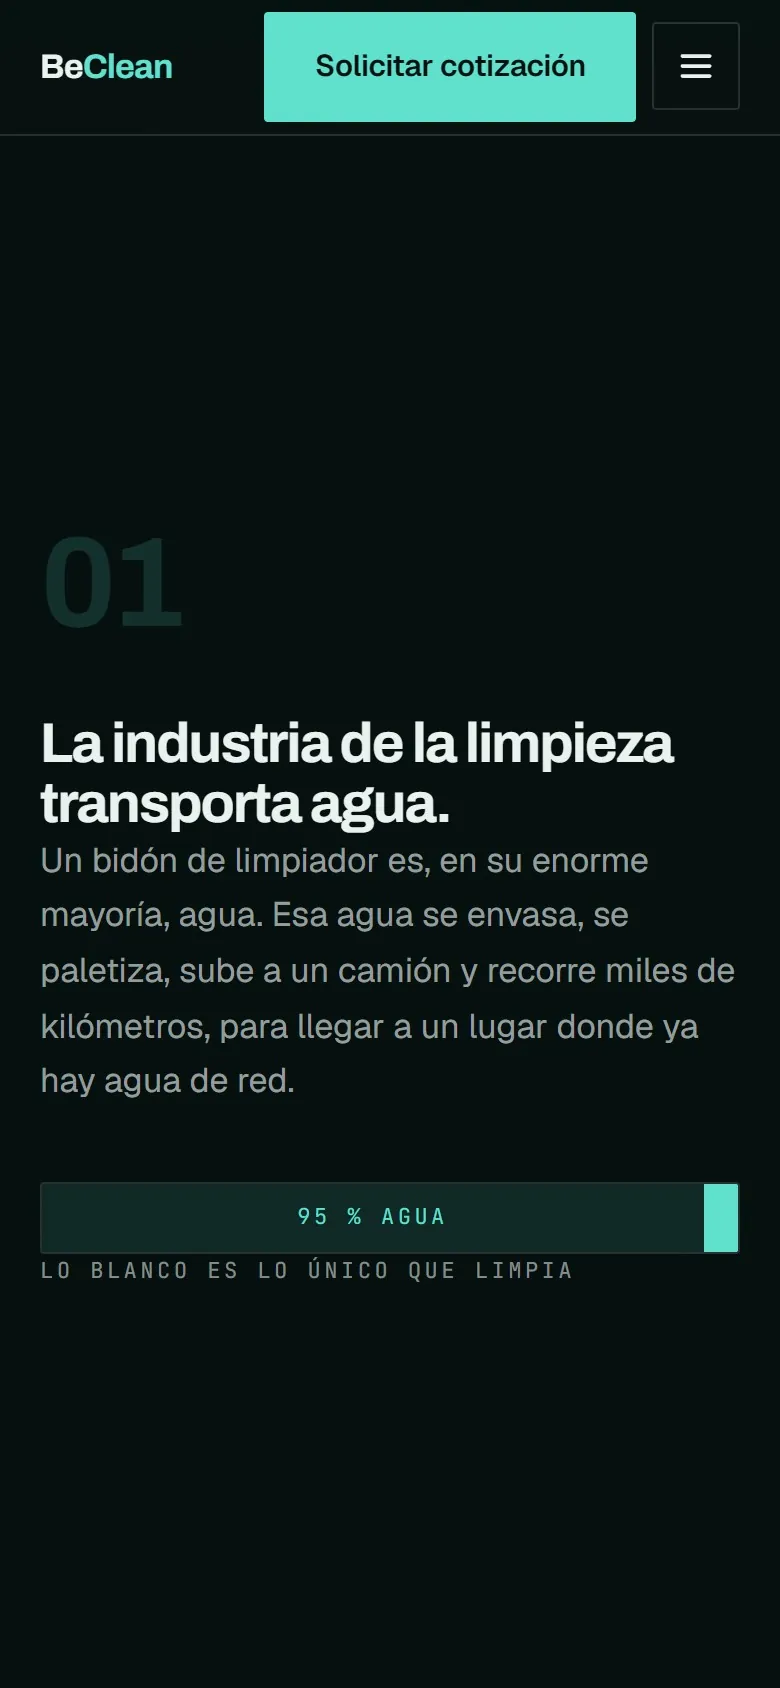 BeClean
Solicitar cotización
01
La industria de la limpieza
transporta agua.
Un bidón de limpiador es, en su enorme
mayoría, agua. Esa agua se envasa, se
paletiza, sube a un camión y recorre miles de
kilómetros, para llegar a un lugar donde ya
hay agua de red.
95 % AGUA
LO BLANCO ES LO ÚNICO QUE LIMPIA